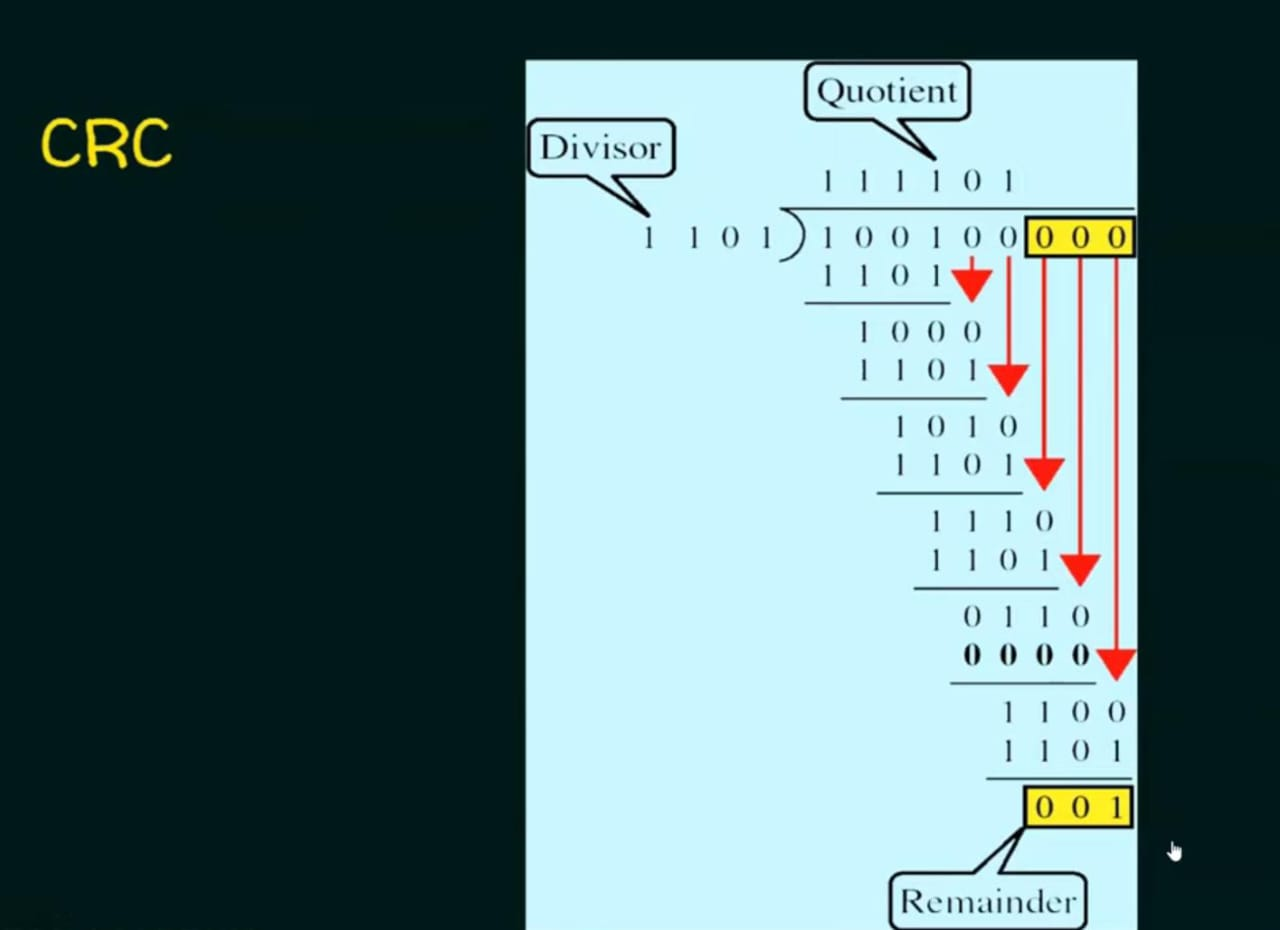 CRC
Quotient
Divisor
1 1 1 1 0 1
1 1 0 1 1 0 0 1 0 0 0 0 0
1 1 0 1
1 0 0 0
1 1 0 1
1 0 1 0
1 1 0 1
1 1 1 0
1 1 0 1
0 1 1 0
0 0 0 0
1 1 0 0
1 1 0 1
0 0 1
Remainder